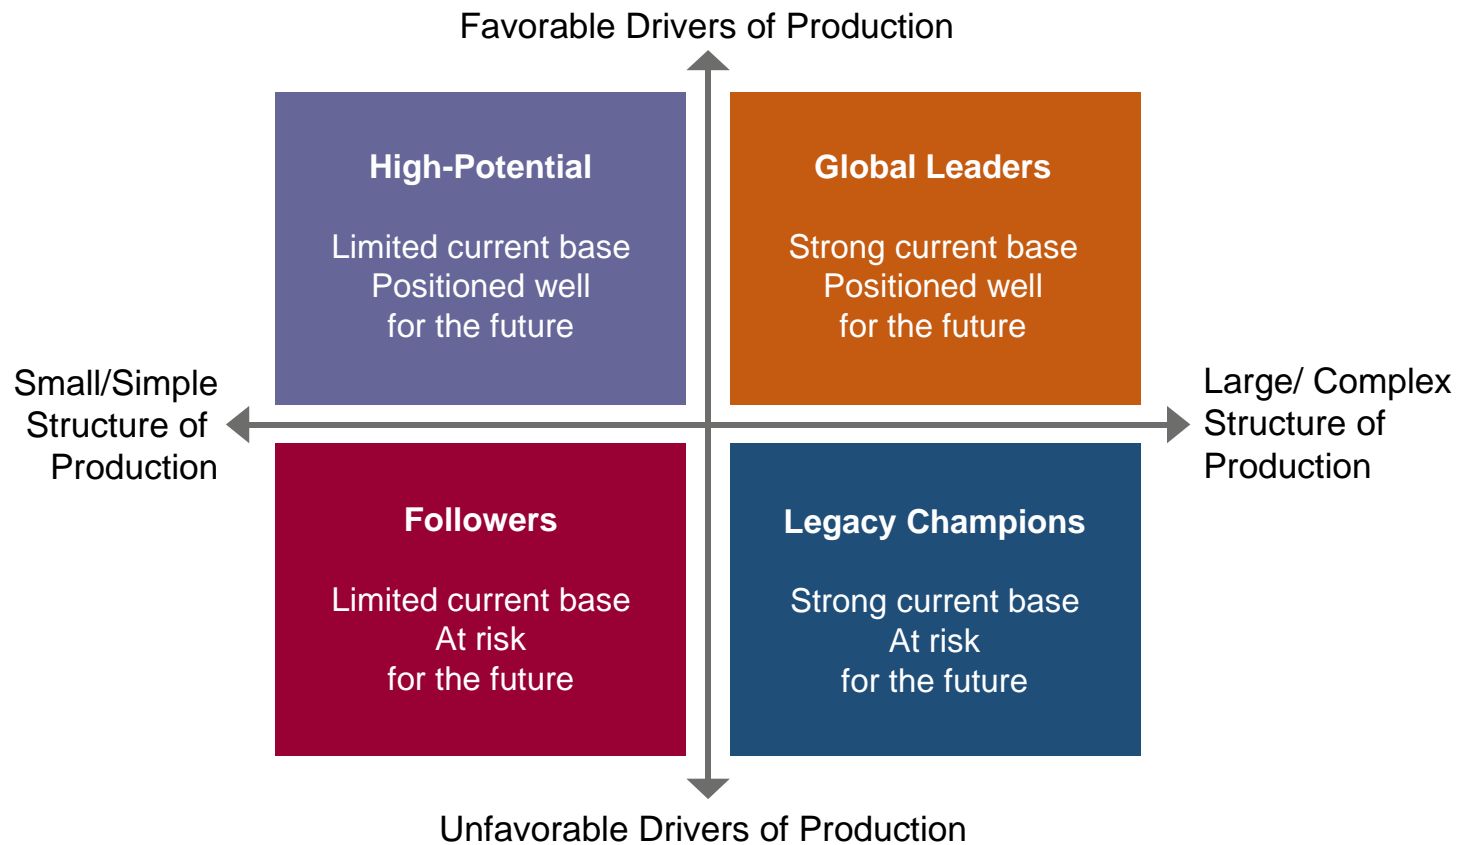 Favorable Drivers of Production
High-Potential
Limited current base
Positioned well
for the future
Global Leaders
Strong current base
Positioned well
for the future
Small/Simple
Structure of
Production
Large/ Complex
Structure of
Production
Followers
Limited current base
At risk
for the future
Legacy Champions
Strong current base
At risk
for the future
Unfavorable Drivers of Production